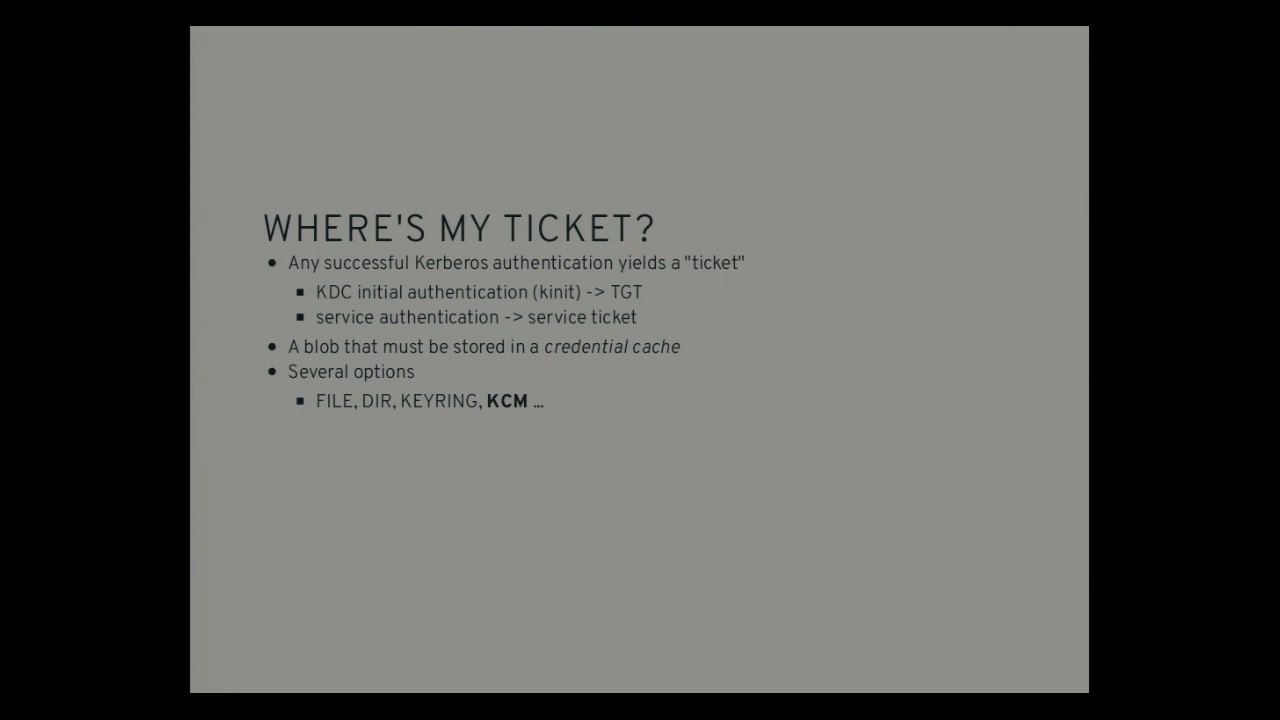 WHERE'S MY TICKET?
Any successful Kerberos authentication yields a "ticket"
KDC initial authentication (kinit) -> TGT
service authentication -> service ticket
A blob that must be stored in a credential cache
Several options
FILE, DIR, KEYRING, KCM ...